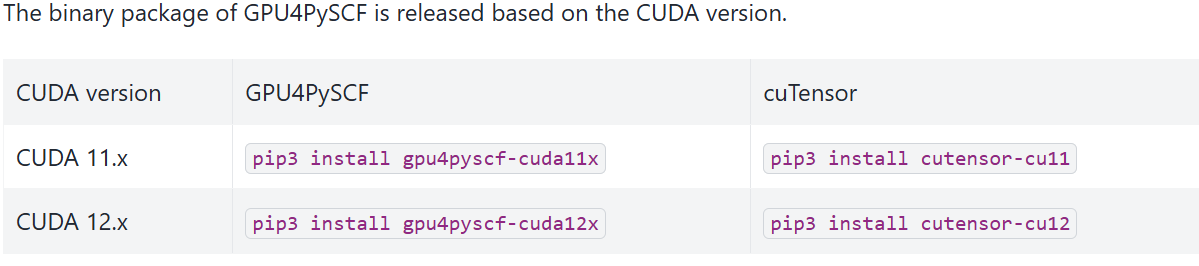 The binary package of GPU4PySCF is released based on the CUDA version.
CUDA version GPU4PySCF cuTensor
CUDA 11.x pip3 install gpu4pyscf-cuda11x pip3 install cutensor-cu11
CUDA 12.x pip3 install gpu4pyscf-cuda12x pip3 install cutensor-cu12